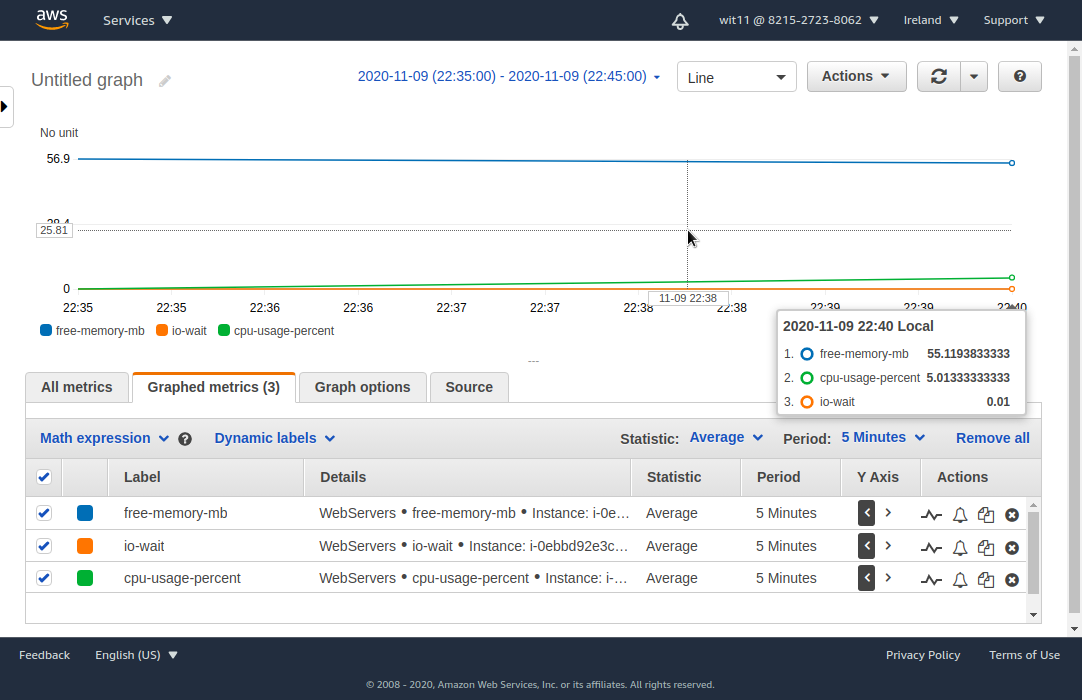 aws Services wit11 @ 8215-2723-8062 Ireland Support
Untitled graph 2020-11-09 (22:35:00) - 2020-11-09 (22:45:00) Line Actions ?
No unit
56.9
28.4
25.81
0
22:35 22:35 22:36 22:36 22:37 22:37 22:38 22:38 22:39 22:39 22:40
11-09 22:38
free-memory-mb io-wait cpu-usage-percent
2020-11-09 22:40 Local
1. free-memory-mb 55.1193833333
2. cpu-usage-percent 5.01333333333
3. io-wait 0.01
All metrics Graphed metrics (3) Graph options Source
Math expression ? Dynamic labels Statistic: Average Period: 5 Minutes Remove all
Label Details Statistic Period Y Axis Actions
free-memory-mb WebServers • free-memory-mb • Instance: i-0e... Average 5 Minutes < >
io-wait WebServers • io-wait • Instance: i-0ebbd92e3c... Average 5 Minutes < >
cpu-usage-percent WebServers • cpu-usage-percent • Instance: i-... Average 5 Minutes < >
Feedback English (US) Privacy Policy Terms of Use
© 2008 - 2020, Amazon Web Services, Inc. or its affiliates. All rights reserved.